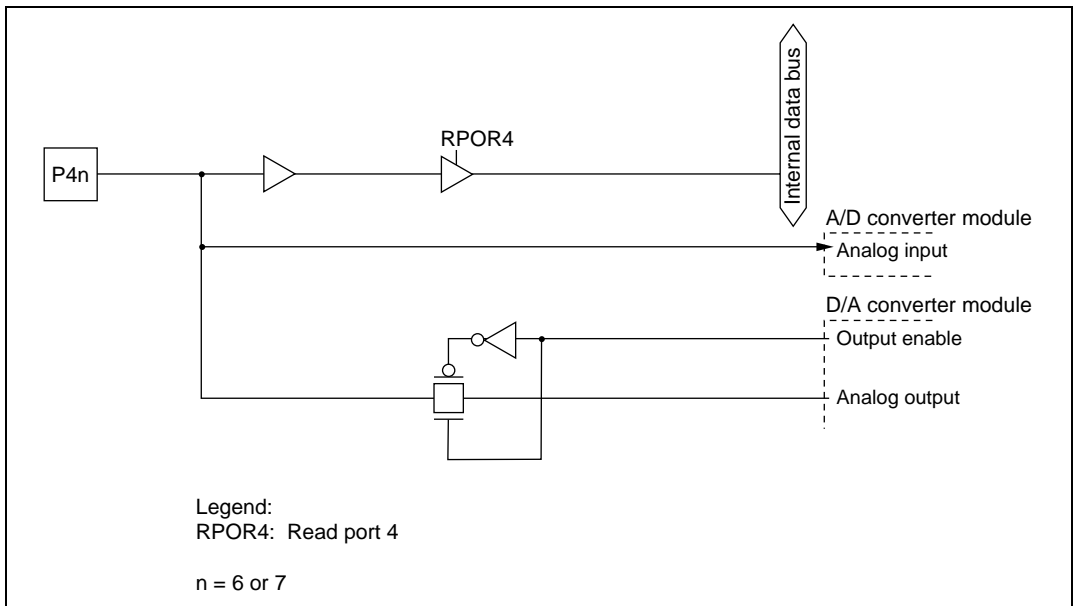 Internal data bus
RPOR4
P4n
A/D converter module
Analog input
D/A converter module
Output enable
Analog output
Legend:
RPOR4: Read port 4
n = 6 or 7